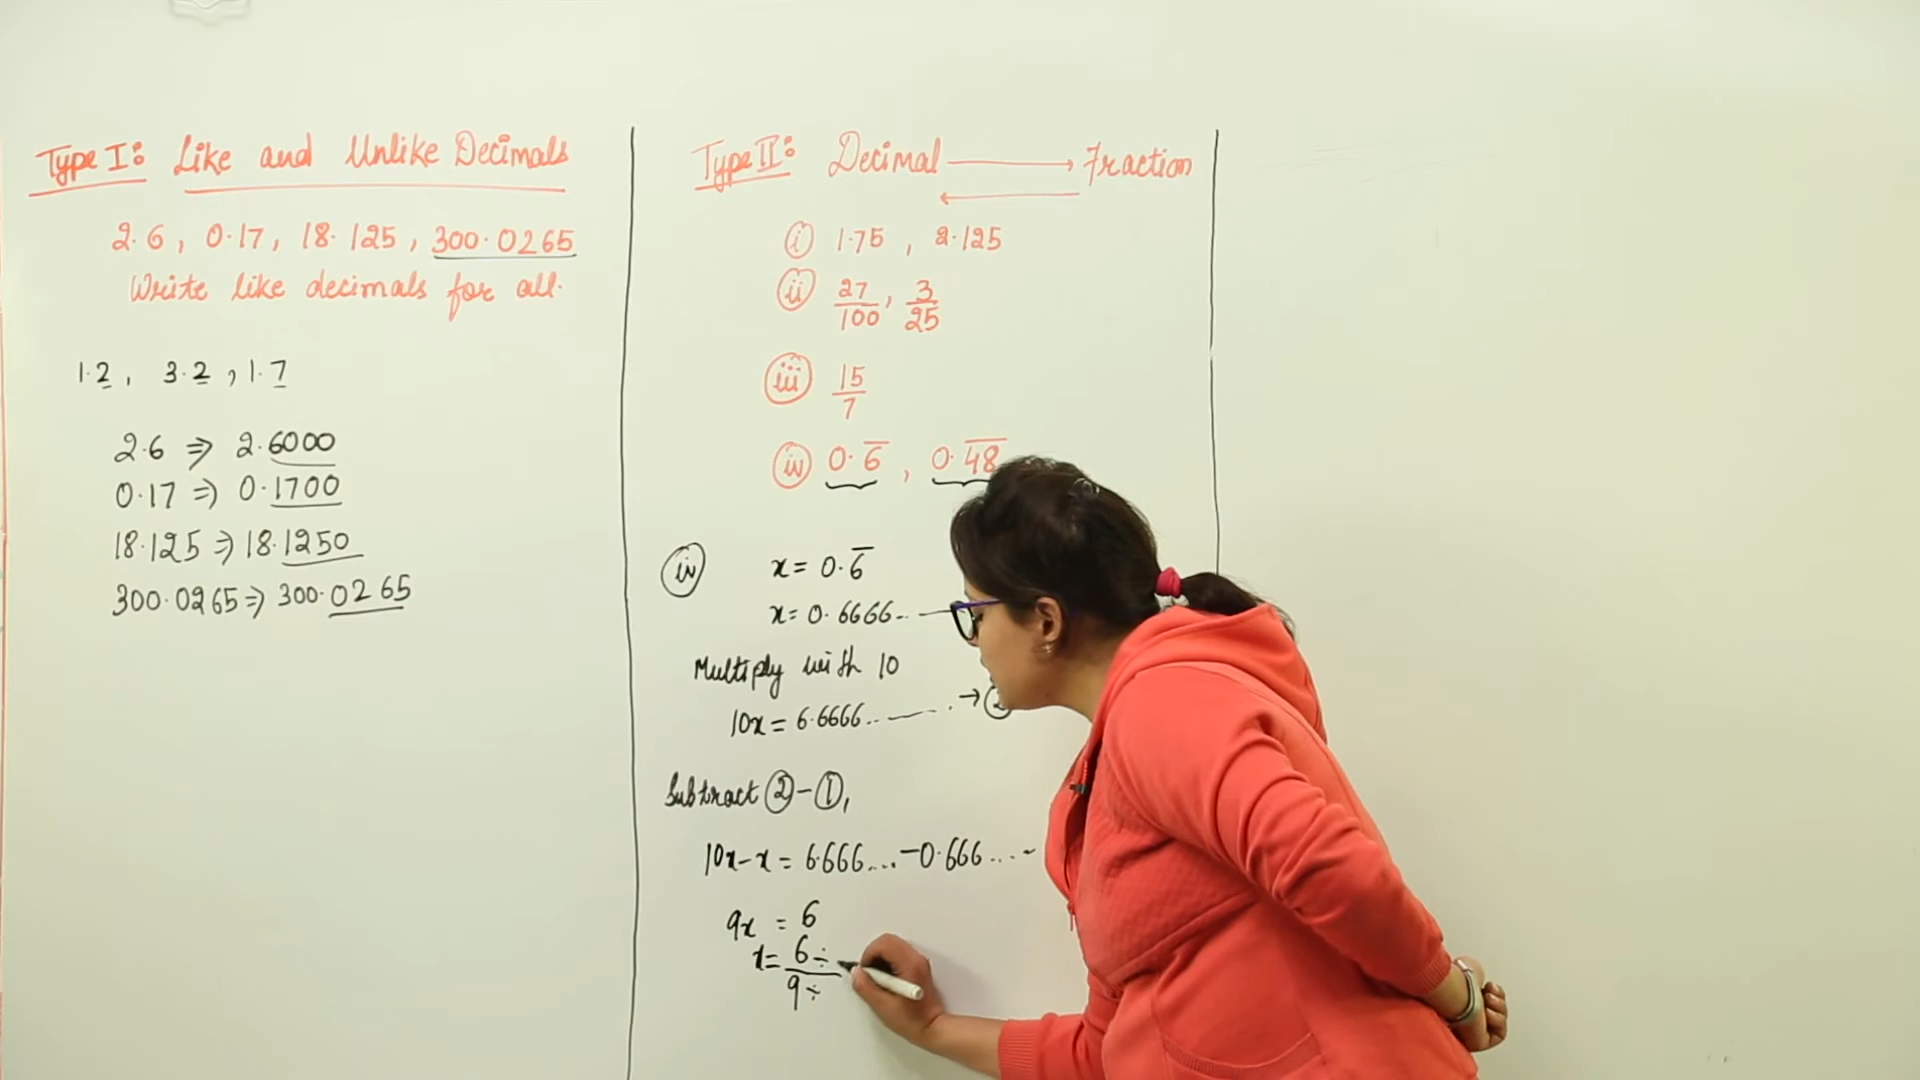 Type I: Like and Unlike Decimals
2.6, 0.17, 18.125, 300.0265
Write like decimals for all.
1.2, 3.2, 1.7
2.6 ⇒ 2.6000
0.17 ⇒ 0.1700
18.125 ⇒ 18.1250
300.0265 ⇒ 300.0265
Type II: Decimal ⟶ Fraction
⟵
(i) 1.75, 2.125
(ii) 27/100, 3/25
(iii) 15/7
(iv) 0.6̅, 0.4̅8̅
(iv) x = 0.6̅
x = 0.6666..
Multiply with 10
10x = 6.6666.. → (2)
Subtract (2)-(1),
10x-x = 6.666... -0.666...
9x = 6
x = 6÷/9÷